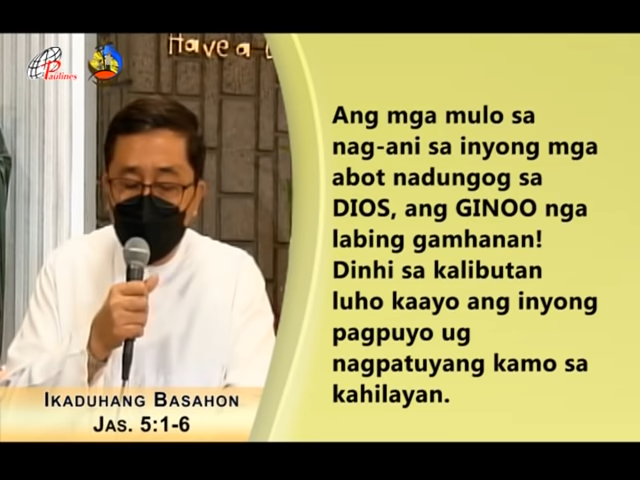 Have a
Paulines
Ang mga mulo sa
nag-ani sa inyong mga
abot nadungog sa
DIOS, ang GINOO nga
labing gamhanan!
Dinhi sa kalibutan
luho kaayo ang inyong
pagpuyo ug
nagpatuyang kamo sa
kahilayan.
IKADUHANG BASAHON
JAS. 5:1-6